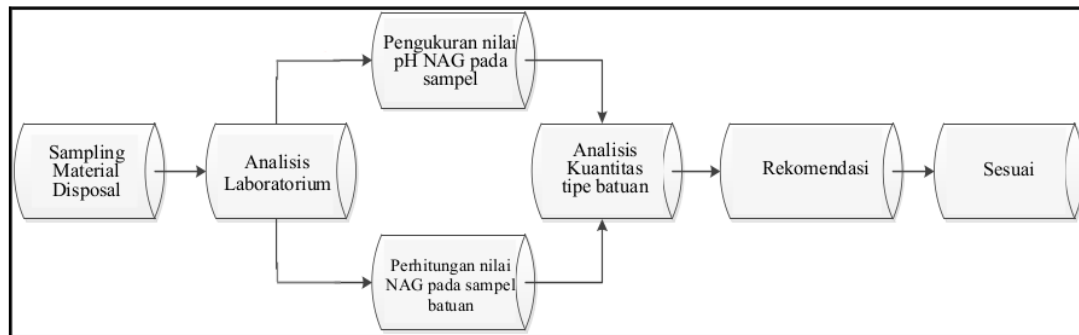 Sampling
Material
Disposal
Analisis
Laboratorium
Pengukuran nilai
pH NAG pada
sampel
Perhitungan nilai
NAG pada sampel
batuan
Analisis
Kuantitas
tipe batuan
Rekomendasi
Sesuai